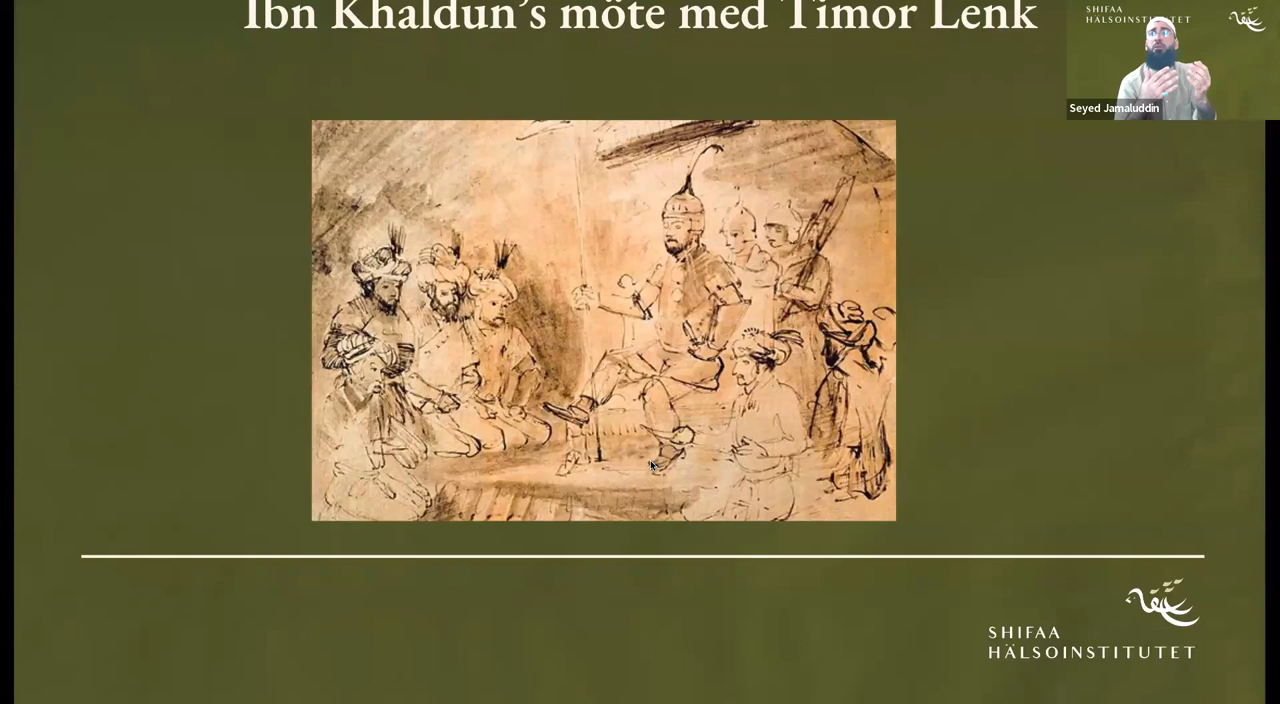 Ibn Khaldun’s möte med Timor Lenk
SHIFAA
HÄLSOINSTITUTET
Seyed Jamaluddin
SHIFAA
HÄLSOINSTITUTET